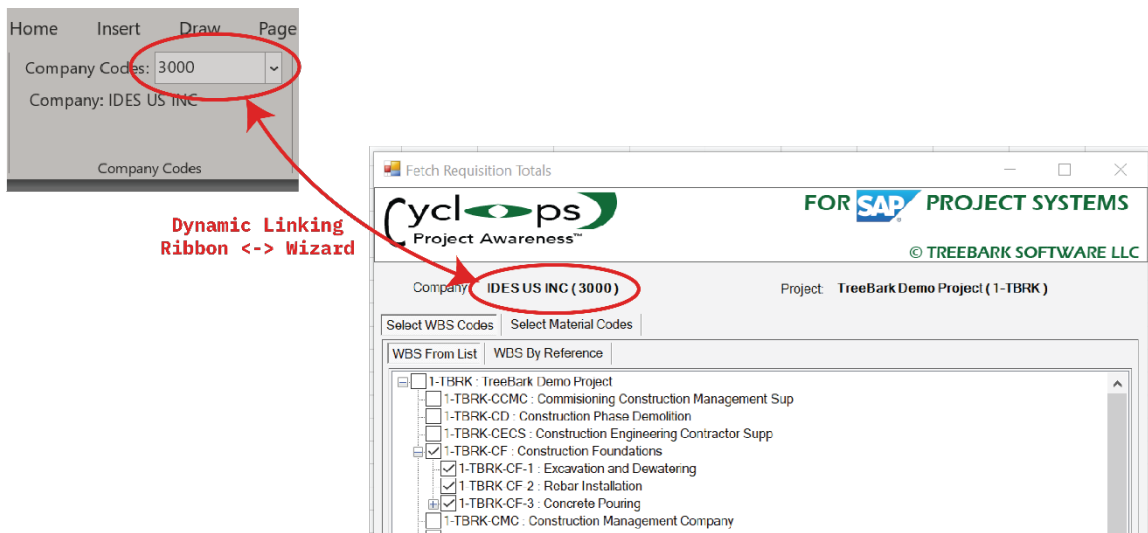 Home Insert Draw Page
Company Codes: 3000
Company: IDES US INC
Company Codes
Dynamic Linking
Ribbon <-> Wizard
Fetch Requisition Totals
Cyclops
Project Awareness™
FOR SAP PROJECT SYSTEMS
© TREEBARK SOFTWARE LLC
Company IDES US INC ( 3000 ) Project: TreeBark Demo Project ( 1-TBRK )
Select WBS Codes Select Material Codes
WBS From List WBS By Reference
1-TBRK : TreeBark Demo Project
1-TBRK-CCMC : Commisioning Construction Management Sup
1-TBRK-CD : Construction Phase Demolition
1-TBRK-CECS : Construction Engineering Contractor Supp
1-TBRK-CF : Construction Foundations
1-TBRK-CF-1 : Excavation and Dewatering
1-TBRK-CF-2 : Robar Installation
1-TBRK-CF-3 : Concrete Pouring
1-TBRK-CMC : Construction Management Company